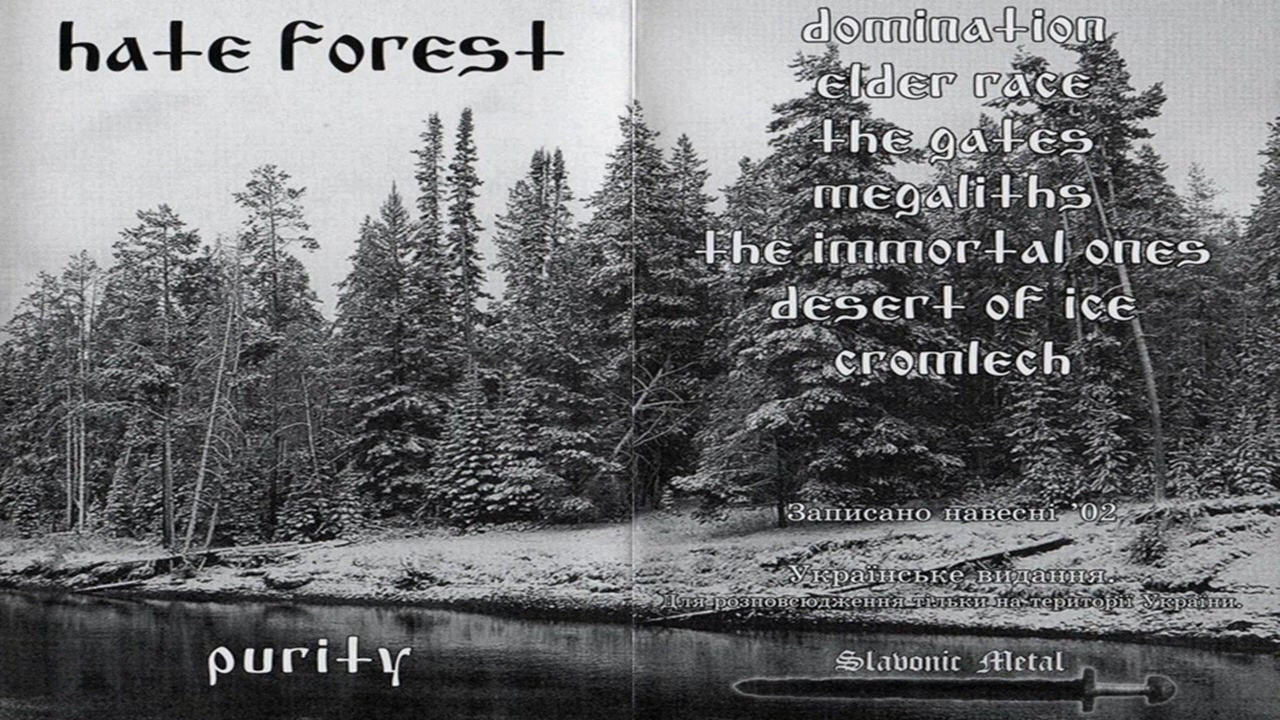 hate forest
purity
domination
elder race
the gates
megaliths
the immortal ones
desert of ice
cromlech
Записано навесні '02
Українське видання.
Для розповсюдження тільки на території України.
Slavonic Metal